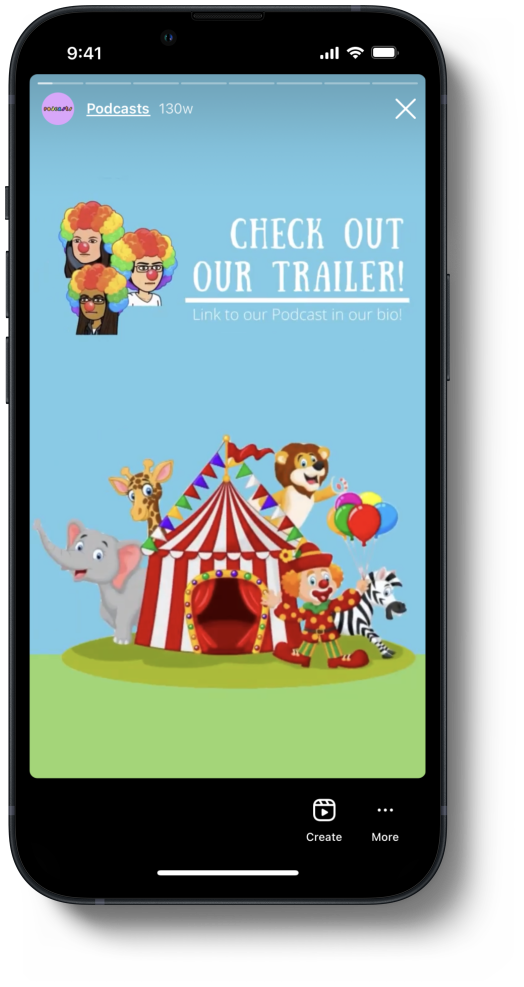 9:41
Podcasts 130w
CHECK OUT
OUR TRAILER!
Link to our Podcast in our bio!
Create
More